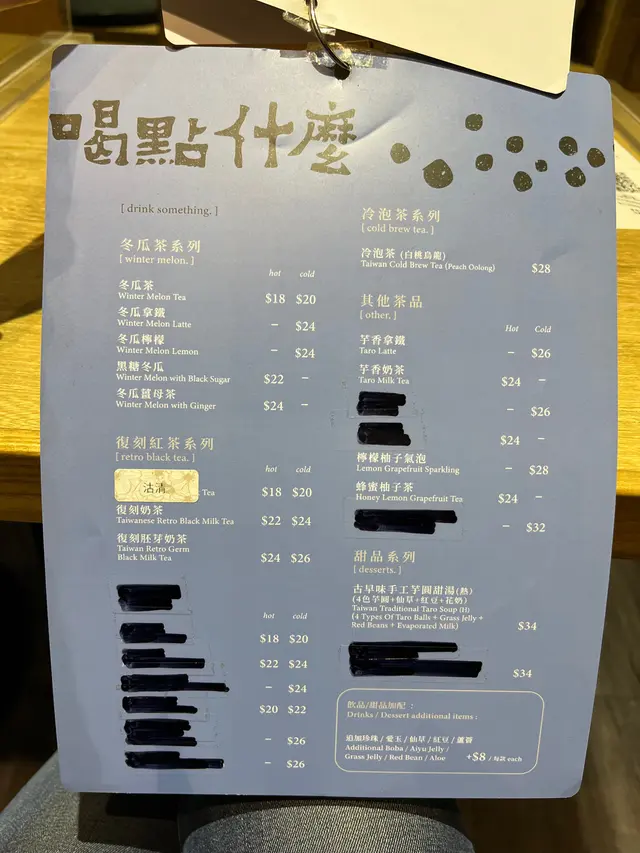 喝點什麼
[ drink something. ]
冬瓜茶系列
[ winter melon. ]
hot cold
冬瓜茶
Winter Melon Tea $18 $20
冬瓜拿鐵
Winter Melon Latte – $24
冬瓜檸檬
Winter Melon Lemon – $24
黑糖冬瓜
Winter Melon with Black Sugar $22 –
冬瓜薑母茶
Winter Melon with Ginger $24 –
復刻紅茶系列
[ retro black tea. ]
hot cold
沽清
Tea $18 $20
復刻奶茶
Taiwanese Retro Black Milk Tea $22 $24
復刻胚芽奶茶
Taiwan Retro Germ
Black Milk Tea $24 $26
hot cold
$18 $20
$22 $24
– $24
$20 $22
– $26
– $26
冷泡茶系列
[ cold brew tea. ]
冷泡茶 (白桃烏龍)
Taiwan Cold Brew Tea (Peach Oolong) $28
其他茶品
[ other. ]
Hot Cold
芋香拿鐵
Taro Latte – $26
芋香奶茶
Taro Milk Tea $24 –
– $26
$24 –
檸檬柚子氣泡
Lemon Grapefruit Sparkling – $28
蜂蜜柚子茶
Honey Lemon Grapefruit Tea $24 –
– $32
甜品系列
[ desserts. ]
古早味手工芋圓甜湯(熱)
(4色芋圓+仙草+紅豆+花奶)
Taiwan Traditional Taro Soup (H)
(4 Types Of Taro Balls + Grass Jelly +
Red Beans + Evaporated Milk) $34
$34
飲品/甜品加配 :
Drinks / Dessert additional items :
追加珍珠 / 愛玉 / 仙草 / 紅豆 / 蘆薈
Additional Boba / Aiyu Jelly /
Grass Jelly / Red Bean / Aloe +$8 / 每款 each